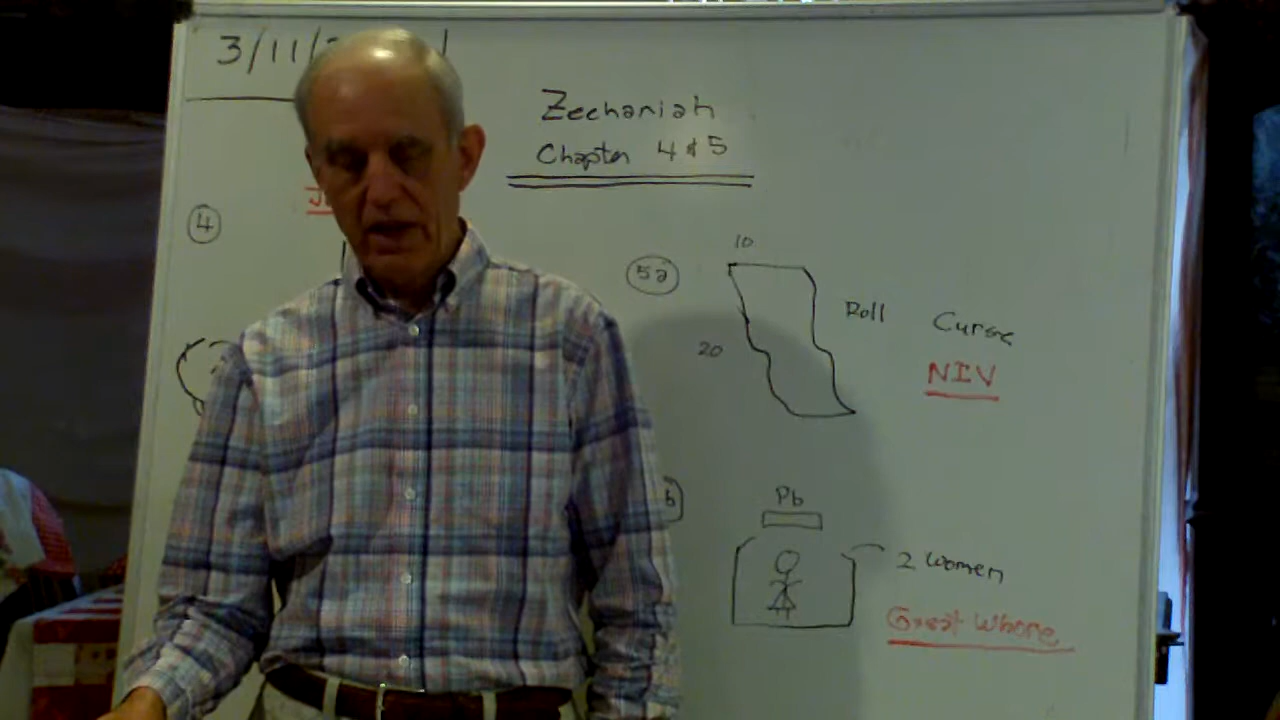 3/11/
Zechariah
Chapter 4 & 5
4
5a
10
20
Roll
Curse
NIV
b
Pb
2 Women
Great Whore